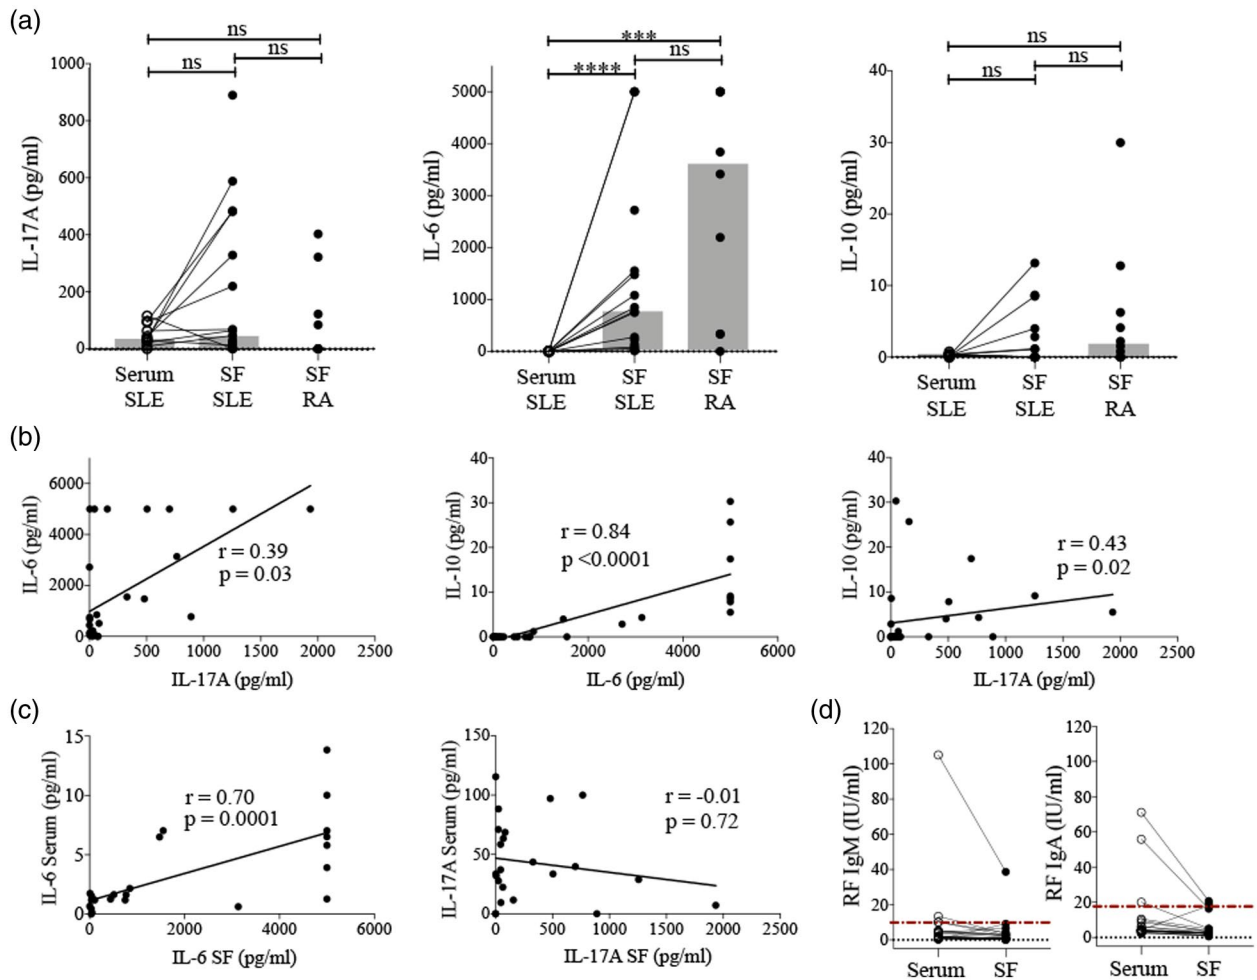 (a)
ns
ns
ns
IL-17A (pg/ml)
1000
800
600
400
200
0
Serum
SLE
SF
SLE
SF
RA
***
ns
****
IL-6 (pg/ml)
5000
4000
3000
2000
1000
0
Serum
SLE
SF
SLE
SF
RA
ns
ns
ns
IL-10 (pg/ml)
40
30
20
10
0
Serum
SLE
SF
SLE
SF
RA
(b)
IL-6 (pg/ml)
6000
4000
2000
0
r = 0.39
p = 0.03
0 500 1000 1500 2000 2500
IL-17A (pg/ml)
IL-10 (pg/ml)
40
30
20
10
0
r = 0.84
p <0.0001
0 2000 4000 6000
IL-6 (pg/ml)
IL-10 (pg/ml)
40
30
20
10
0
r = 0.43
p = 0.02
0 500 1000 1500 2000 2500
IL-17A (pg/ml)
(c)
IL-6 Serum (pg/ml)
15
10
5
0
r = 0.70
p = 0.0001
0 2000 4000 6000
IL-6 SF (pg/ml)
IL-17A Serum (pg/ml)
150
100
50
0
r = -0.01
p = 0.72
0 500 1000 1500 2000
IL-17A SF (pg/ml)
(d)
RF IgM (IU/ml)
120
100
80
60
40
20
0
Serum SF
RF IgA (IU/ml)
120
100
80
60
40
20
0
Serum SF